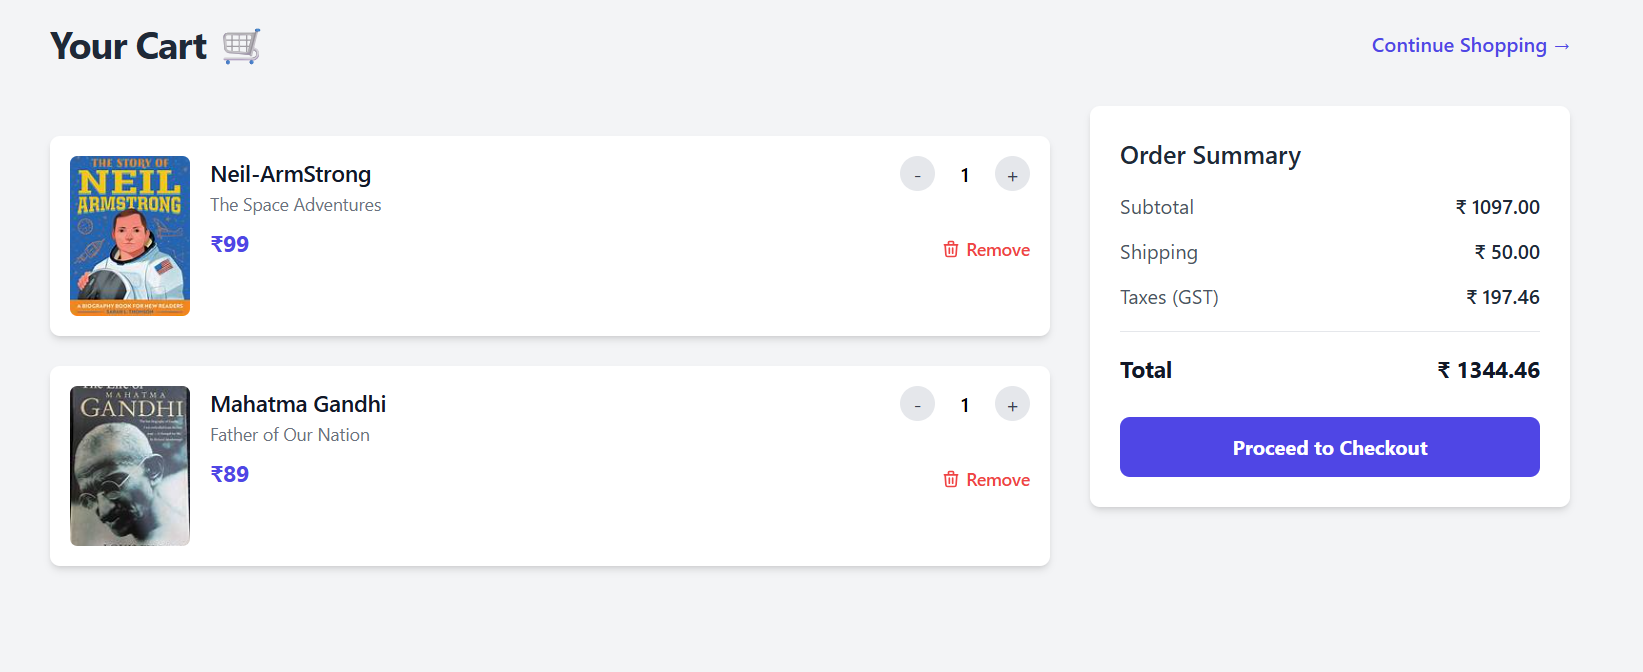 Your Cart
Continue Shopping →
THE STORY OF
NEIL
ARMSTRONG
A BIOGRAPHY BOOK FOR NEW READERS
SARAH L. THOMSON
Neil-ArmStrong
The Space Adventures
₹99
- 1 +
Remove
The Life of
MAHATMA
GANDHI
Mahatma Gandhi
Father of Our Nation
₹89
- 1 +
Remove
Order Summary
Subtotal ₹ 1097.00
Shipping ₹ 50.00
Taxes (GST) ₹ 197.46
Total ₹ 1344.46
Proceed to Checkout